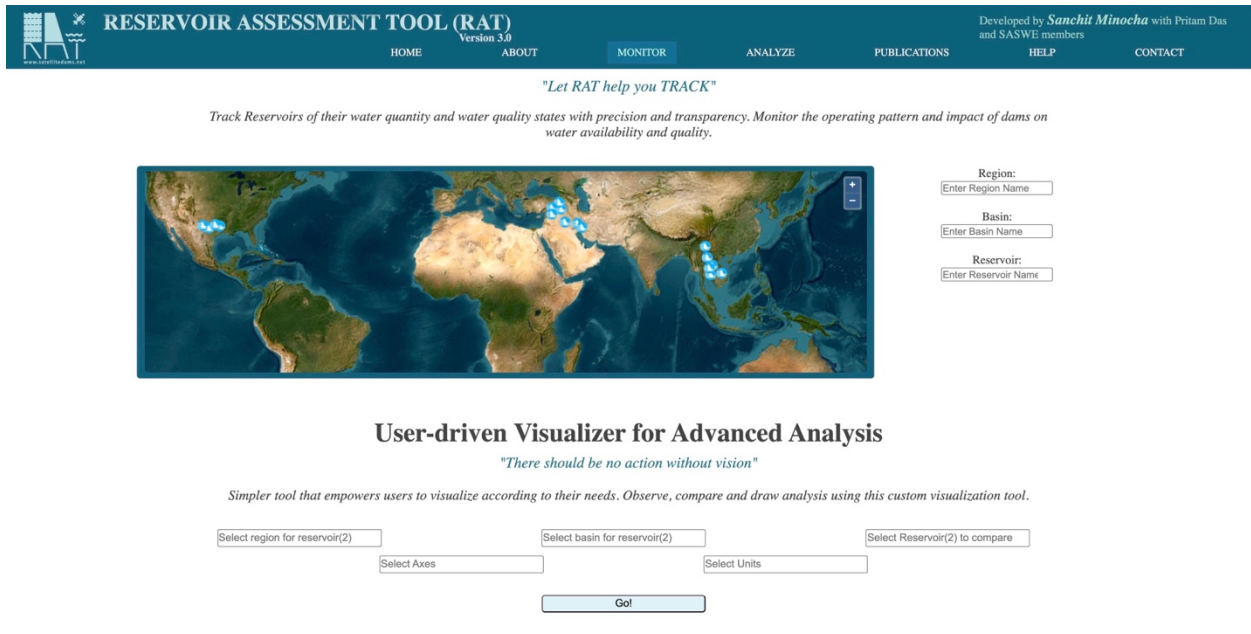 RESERVOIR ASSESSMENT TOOL (RAT)
Version 3.0
Developed by Sanchit Minocha with Pritam Das
and SASWE members
RAT
www.satellitedams.net
HOME ABOUT MONITOR ANALYZE PUBLICATIONS HELP CONTACT
"Let RAT help you TRACK"
Track Reservoirs of their water quantity and water quality states with precision and transparency. Monitor the operating pattern and impact of dams on
water availability and quality.
+
−
Region:
Enter Region Name
Basin:
Enter Basin Name
Reservoir:
Enter Reservoir Name
User-driven Visualizer for Advanced Analysis
"There should be no action without vision"
Simpler tool that empowers users to visualize according to their needs. Observe, compare and draw analysis using this custom visualization tool.
Select region for reservoir(2) Select basin for reservoir(2) Select Reservoir(2) to compare
Select Axes Select Units
Go!